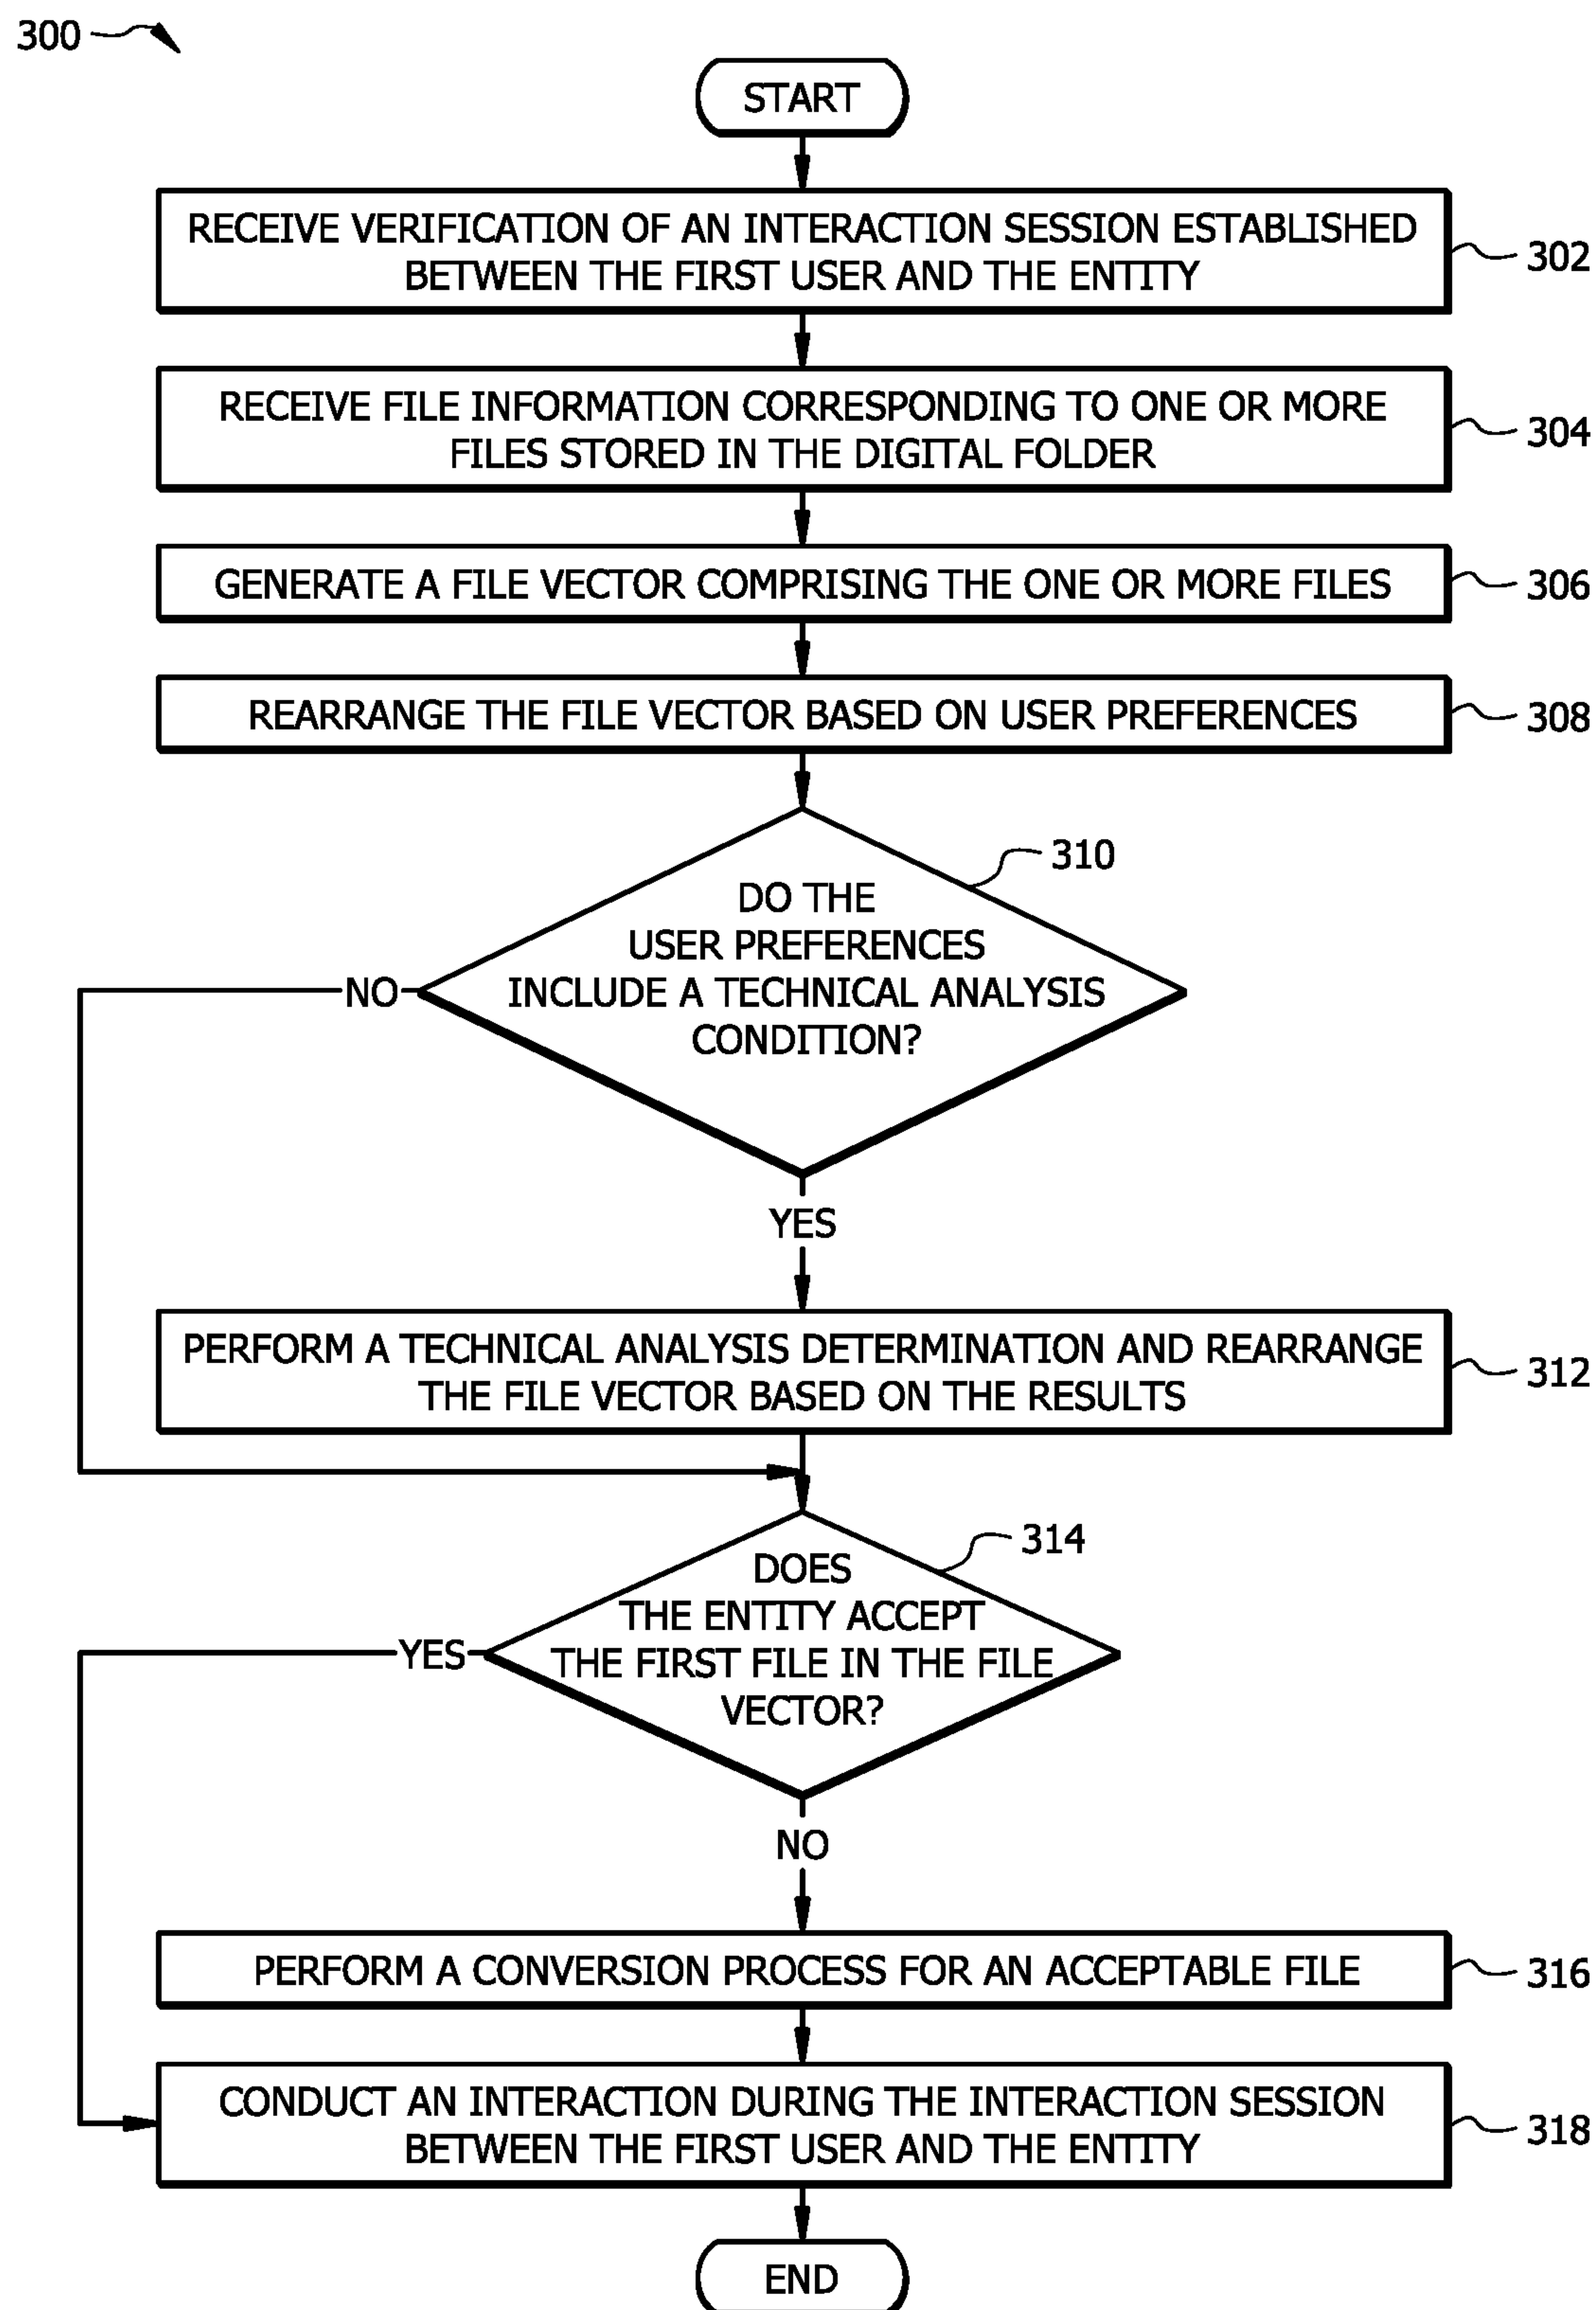 300
START
RECEIVE VERIFICATION OF AN INTERACTION SESSION ESTABLISHED
BETWEEN THE FIRST USER AND THE ENTITY
302
RECEIVE FILE INFORMATION CORRESPONDING TO ONE OR MORE
FILES STORED IN THE DIGITAL FOLDER
304
GENERATE A FILE VECTOR COMPRISING THE ONE OR MORE FILES
306
REARRANGE THE FILE VECTOR BASED ON USER PREFERENCES
308
310
DO THE
USER PREFERENCES
INCLUDE A TECHNICAL ANALYSIS
CONDITION?
NO
YES
PERFORM A TECHNICAL ANALYSIS DETERMINATION AND REARRANGE
THE FILE VECTOR BASED ON THE RESULTS
312
314
DOES
THE ENTITY ACCEPT
THE FIRST FILE IN THE FILE
VECTOR?
YES
NO
PERFORM A CONVERSION PROCESS FOR AN ACCEPTABLE FILE
316
CONDUCT AN INTERACTION DURING THE INTERACTION SESSION
BETWEEN THE FIRST USER AND THE ENTITY
318
END